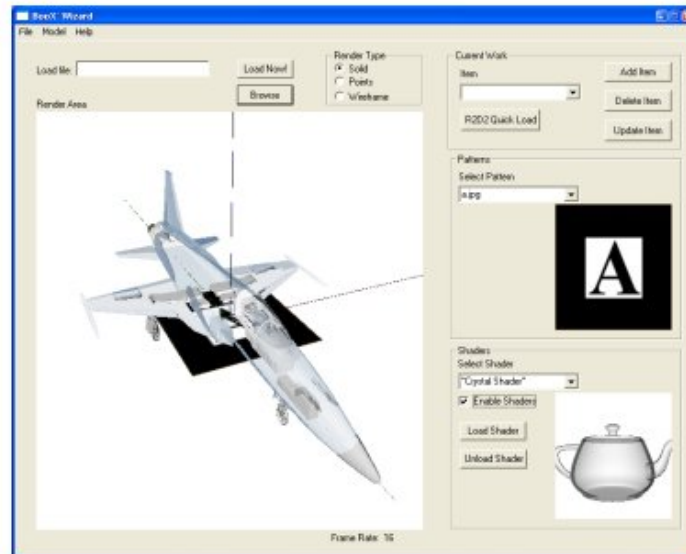 BooX Wizard
File Model Help
Load file:
Load Now!
Browse
Render Type
Solid
Points
Wireframe
Render Area
Frame Rate: 16
Current Work
Item
Add Item
Delete Item
Update Item
R2D2 Quick Load
Patterns
Select Pattern
a.jpg
A
Shaders
Select Shader
"Crystal Shader"
Enable Shaders
Load Shader
Unload Shader